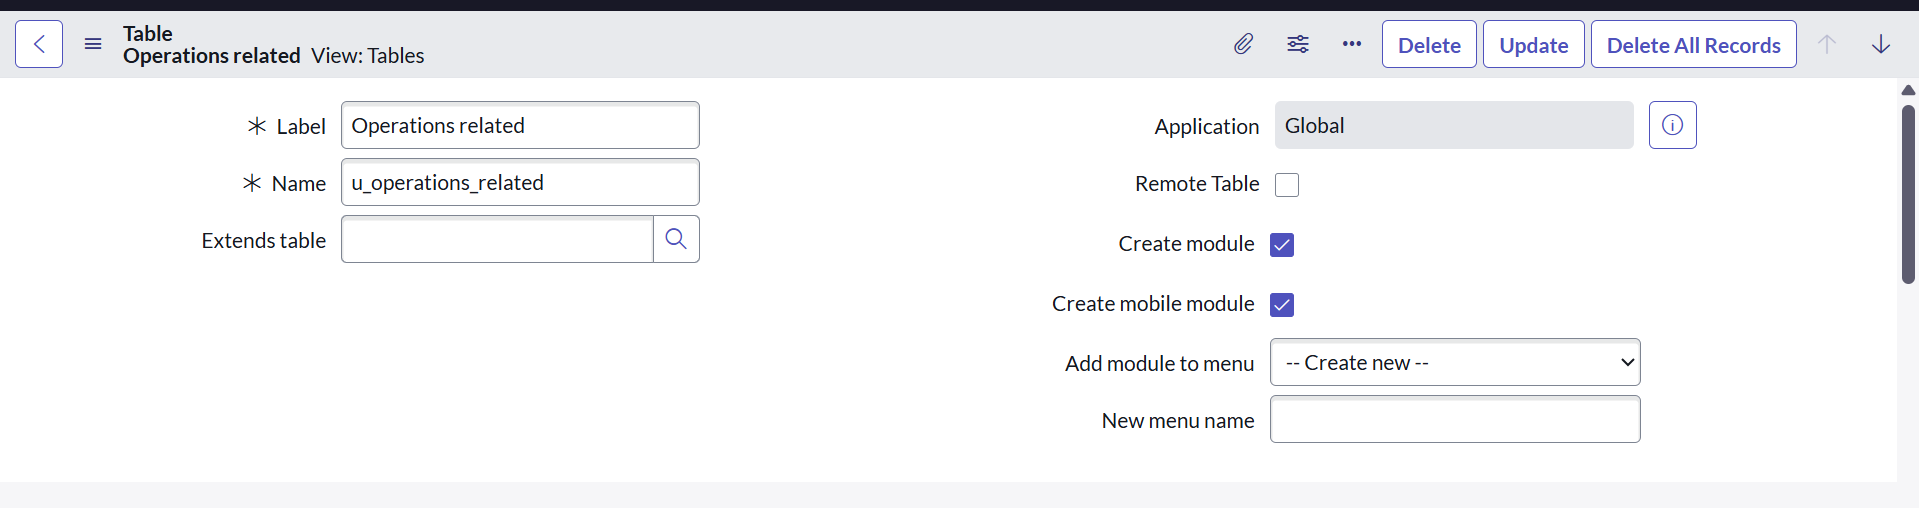 Table
Operations related View: Tables
Delete
Update
Delete All Records
Label
Operations related
Name
u_operations_related
Extends table
Application
Global
Remote Table
Create module
Create mobile module
Add module to menu
-- Create new --
New menu name